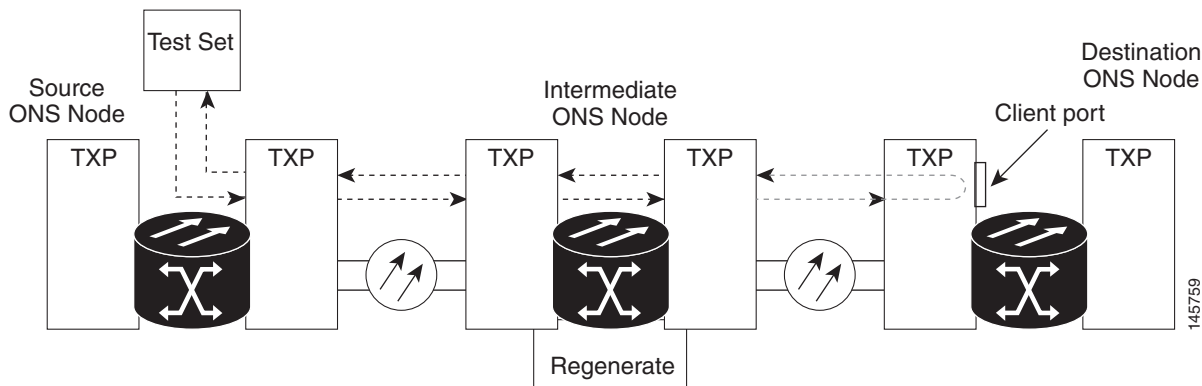 Test Set
Source
ONS Node
Intermediate
ONS Node
Destination
ONS Node
Client port
TXP
TXP
TXP
TXP
TXP
TXP
Regenerate
145759